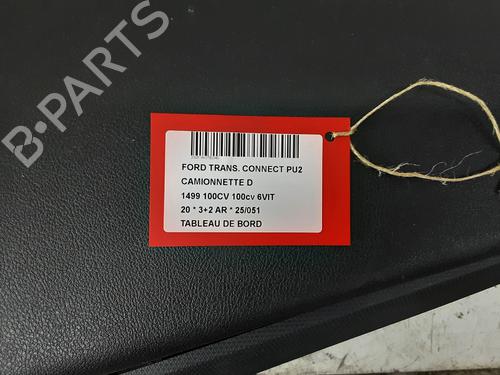 B-PARTS
FORD TRANS. CONNECT PU2
CAMIONNETTE D
1499 100CV 100cv 6VIT
20 * 3+2 AR * 25/051
TABLEAU DE BORD